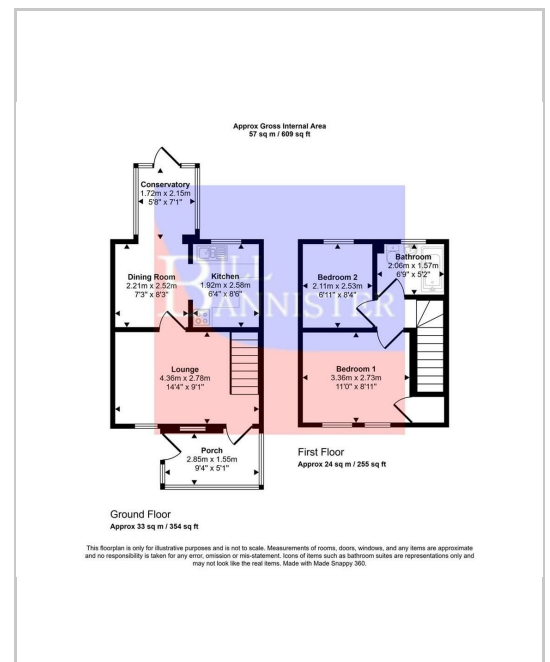 Approx Gross Internal Area
57 sq m / 609 sq ft
Conservatory
1.72m x 2.15m
5'8" x 7'1"
Dining Room
2.21m x 2.52m
7'3" x 8'3"
Kitchen
1.92m x 2.58m
6'4" x 8'6"
Lounge
4.36m x 2.78m
14'4" x 9'1"
Porch
2.85m x 1.55m
9'4" x 5'1"
Bedroom 2
2.11m x 2.53m
6'11" x 8'4"
Bathroom
2.06m x 1.57m
6'9" x 5'2"
Bedroom 1
3.36m x 2.73m
11'0" x 8'11"
BILL
BANNISTER
First Floor
Approx 24 sq m / 255 sq ft
Ground Floor
Approx 33 sq m / 354 sq ft
This floorplan is only for illustrative purposes and is not to scale. Measurements of rooms, doors, windows, and any items are approximate
and no responsibility is taken for any error, omission or mis-statement. Icons of items such as bathroom suites are representations only and
may not look like the real items. Made with Made Snappy 360.